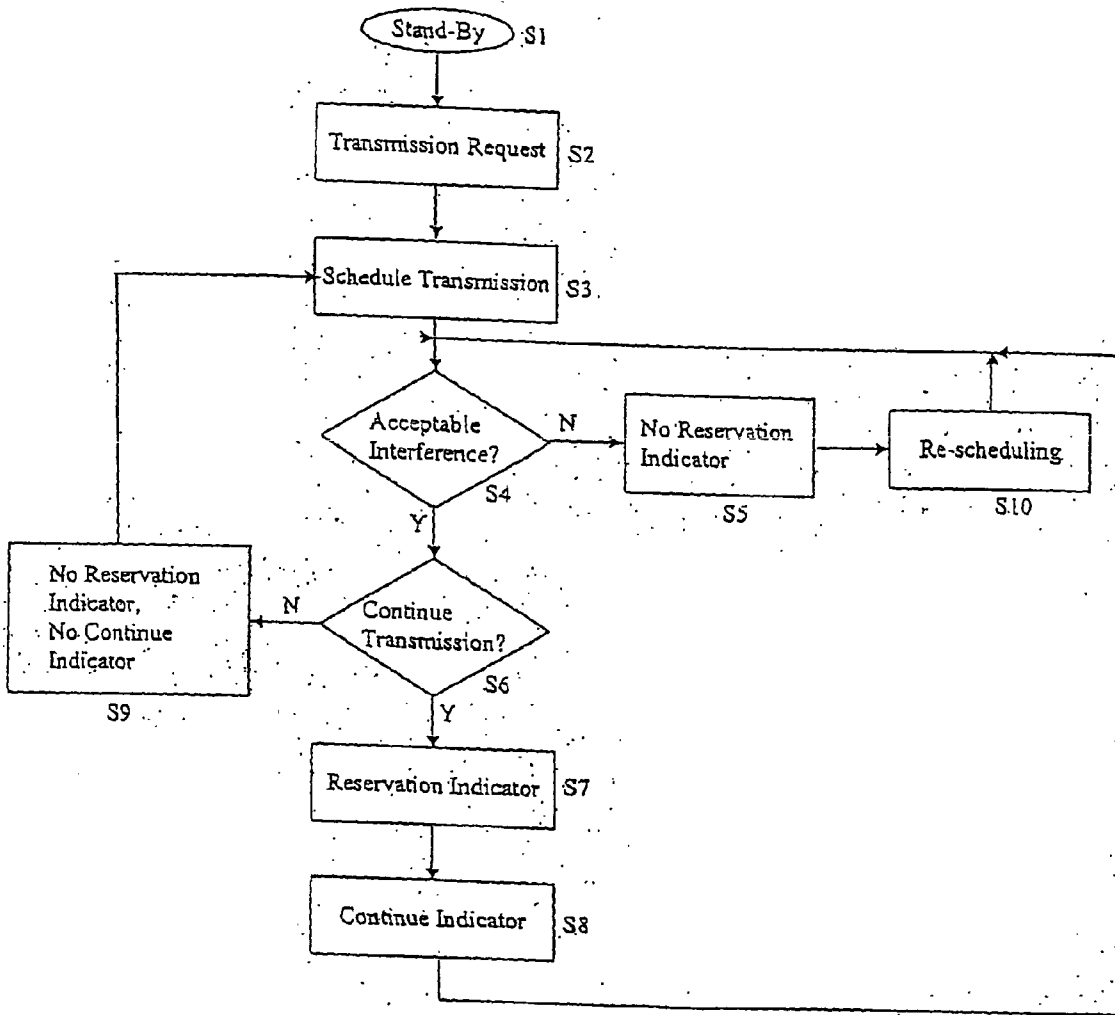 Stand-By
S1
Transmission Request
S2
Schedule Transmission
S3
Acceptable
Interference?
S4
N
No Reservation
Indicator
S5
Re-scheduling
S10
Y
Continue
Transmission?
S6
N
No Reservation
Indicator,
No Continue
Indicator
S9
Y
Reservation Indicator
S7
Continue Indicator
S8